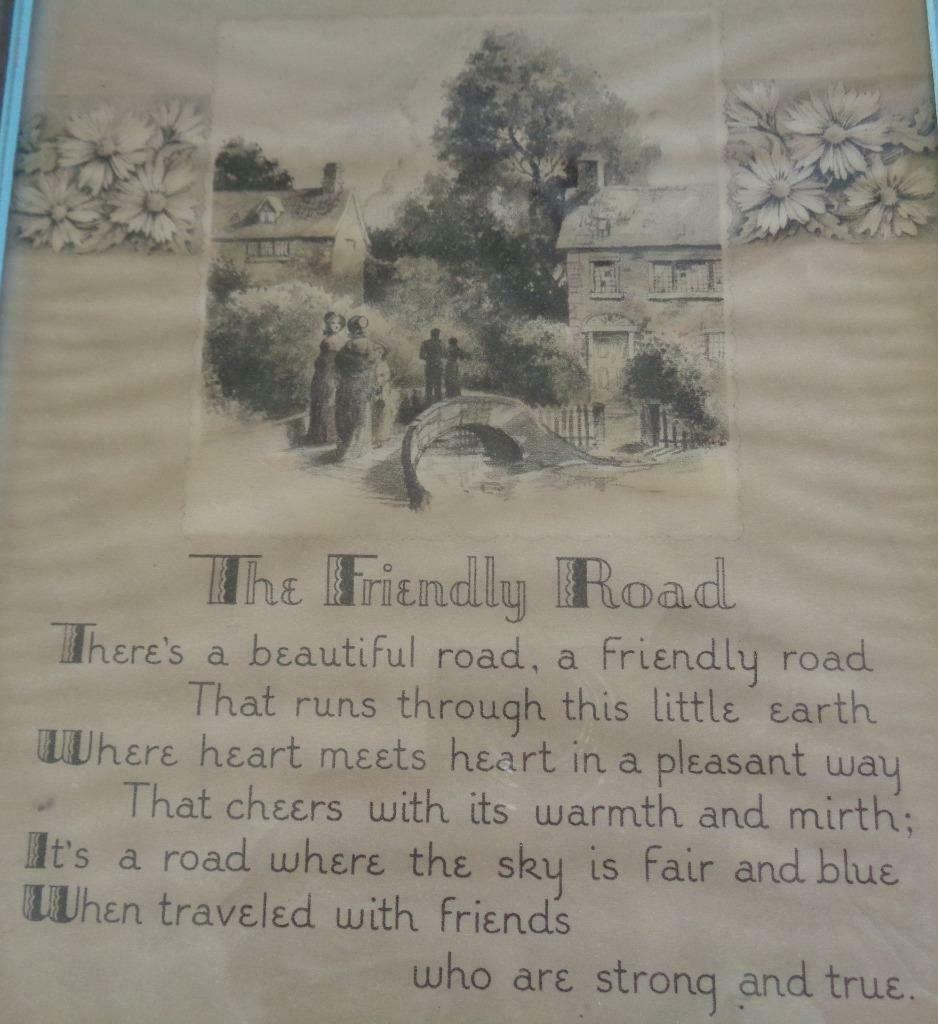 The Friendly Road
There's a beautiful road, a friendly road
That runs through this little earth
Where heart meets heart in a pleasant way
That cheers with its warmth and mirth;
It's a road where the sky is fair and blue
When traveled with friends
who are strong and true.